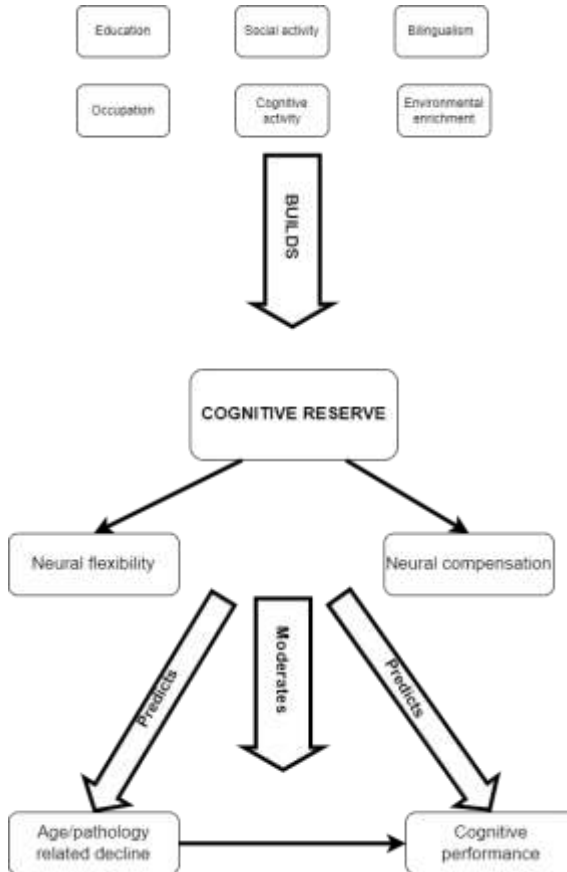 Education
Social activity
Bilingualism
Occupation
Cognitive
activity
Environmental
enrichment
BUILDS
COGNITIVE RESERVE
Neural flexibility
Neural compensation
Predicts
Moderates
Predicts
Age/pathology
related decline
Cognitive
performance